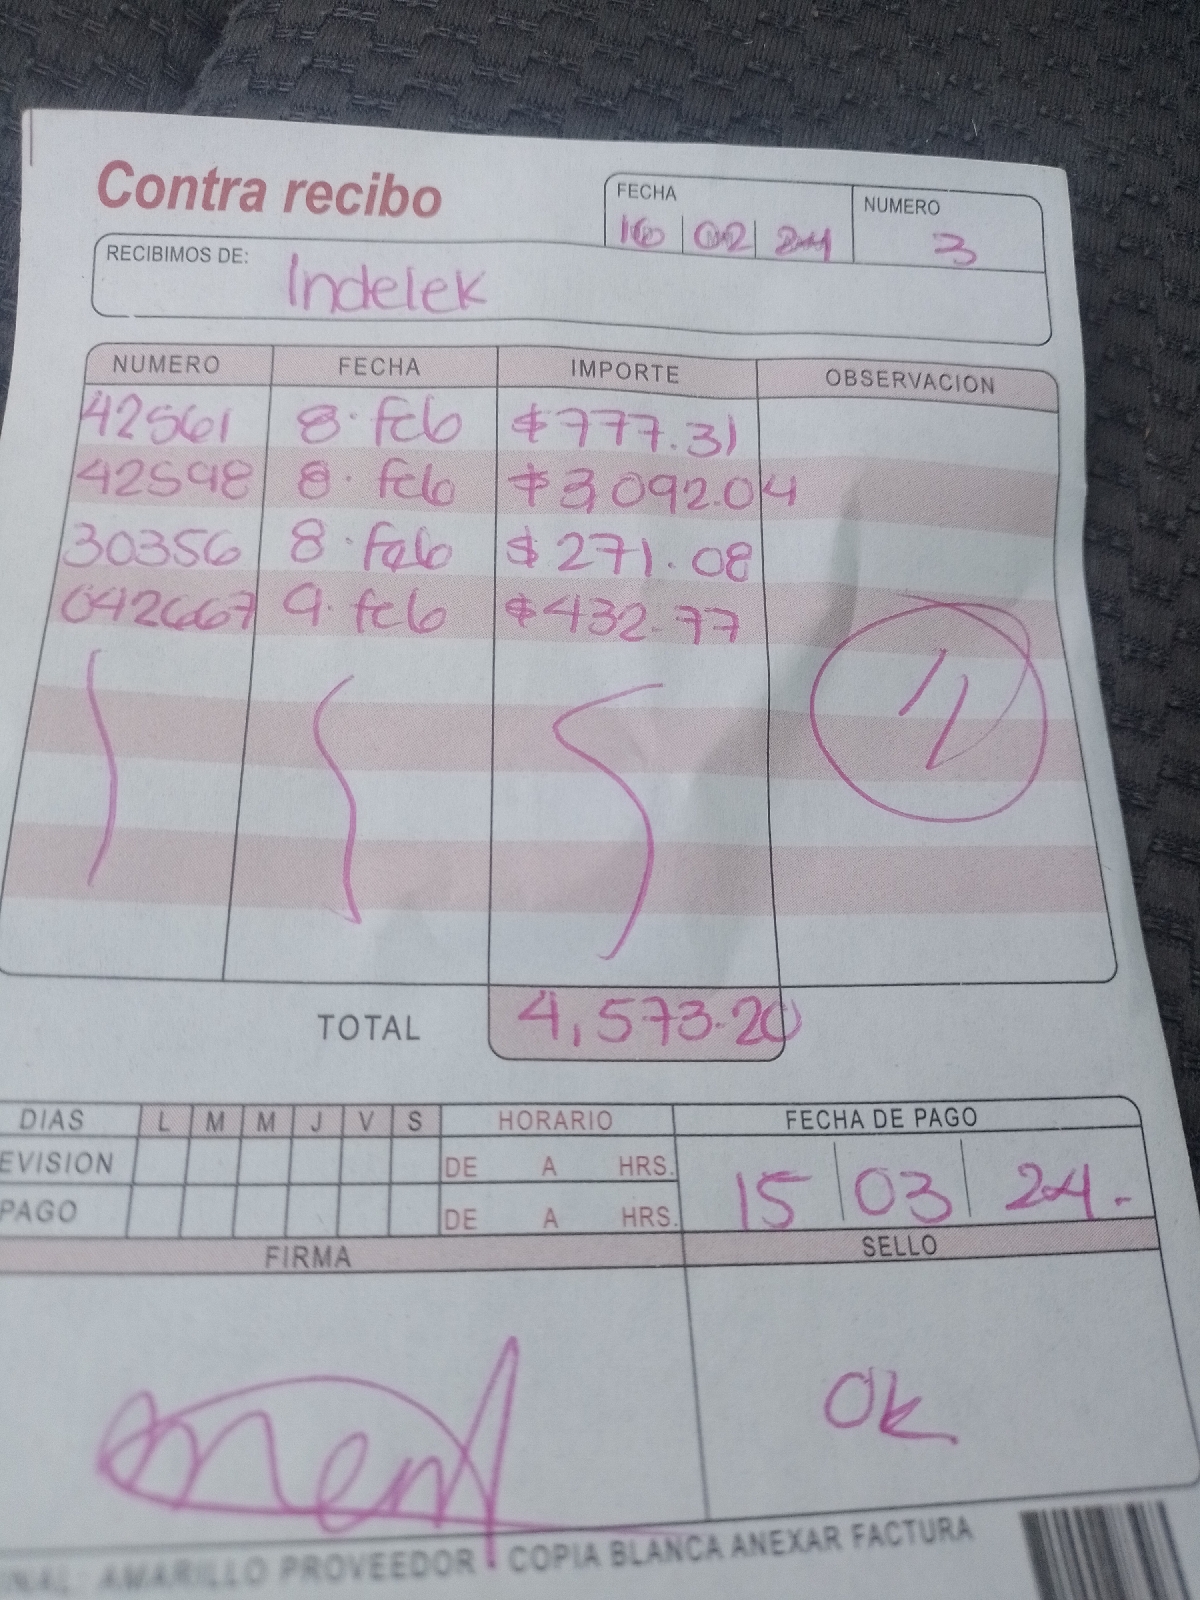 Contra recibo
FECHA NUMERO
16 02 24 3
RECIBIMOS DE: Indelek
NUMERO FECHA IMPORTE OBSERVACION
42561 8. feb $777.31
42598 8. feb $3,092.04
30356 8. feb $271.08
042667 9. feb $432.77
TOTAL 4,573.20
DIAS L M M J V S HORARIO FECHA DE PAGO
EVISION DE A HRS. 15 03 24.
PAGO DE A HRS.
FIRMA SELLO
Ok
AMARILLO PROVEEDOR COPIA BLANCA ANEXAR FACTURA